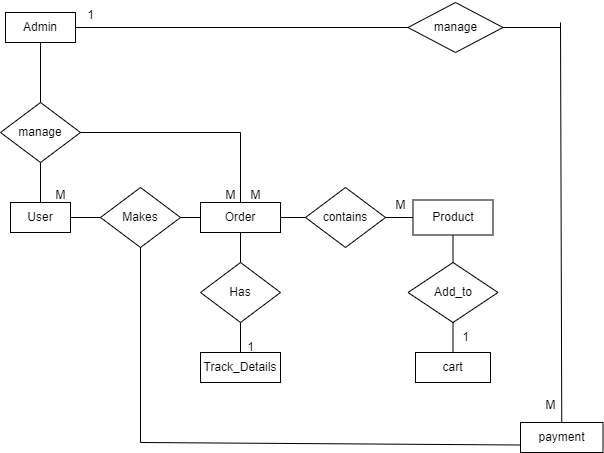 1
Admin
manage
manage
M
M
M
M
User
Makes
Order
contains
Product
Has
Add_to
1
1
Track_Details
cart
M
payment